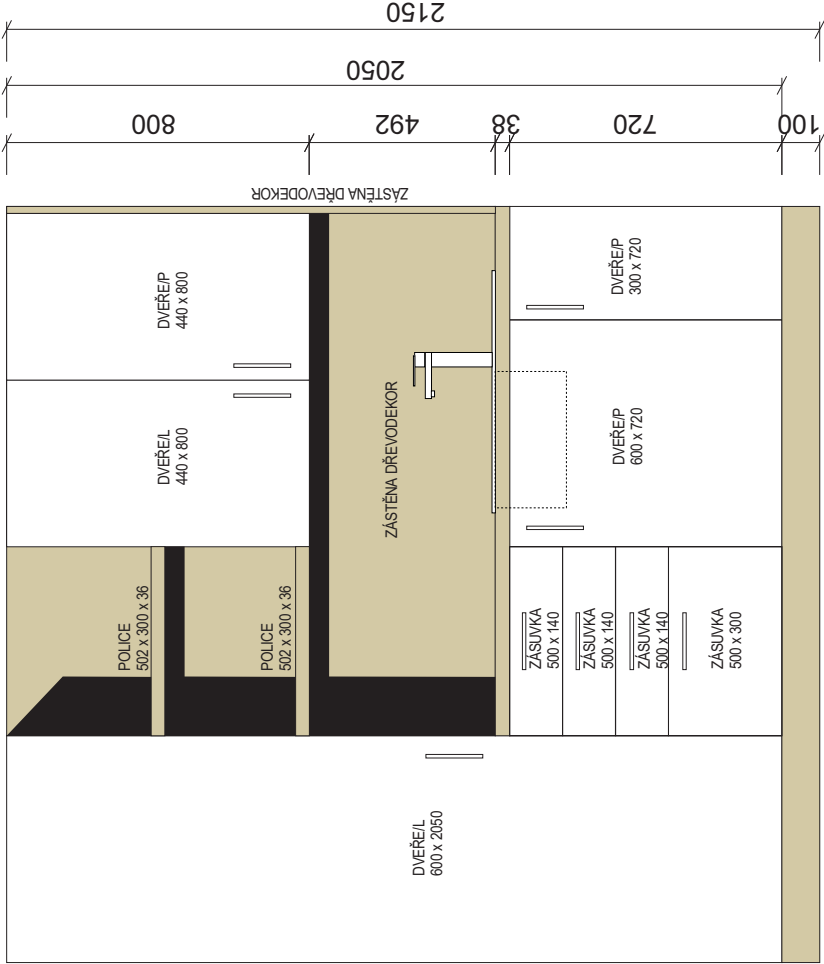 2150
2050
800
492
38
720
100
ZÁSTĚNA DŘEVODEKOR
DVEŘE/P
440 x 800
DVEŘE/L
440 x 800
POLICE
502 x 300 x 36
POLICE
502 x 300 x 36
ZÁSTĚNA DŘEVODEKOR
DVEŘE/P
300 x 720
DVEŘE/P
600 x 720
ZÁSUVKA
500 x 140
ZÁSUVKA
500 x 140
ZÁSUVKA
500 x 140
ZÁSUVKA
500 x 300
DVEŘE/L
600 x 2050